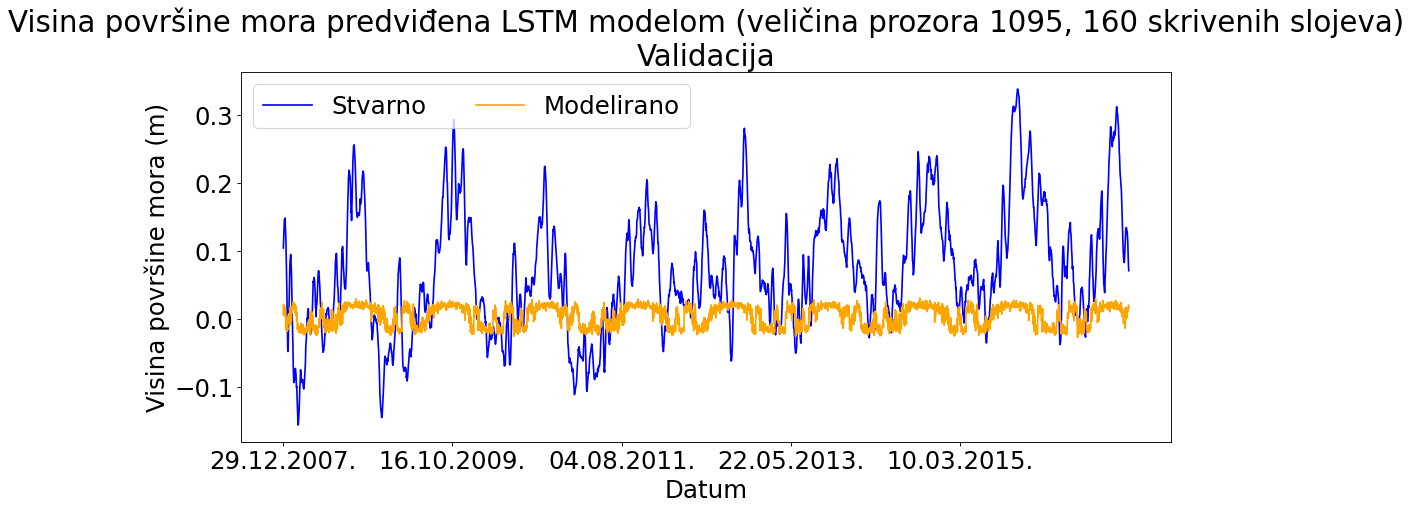 Visina površine mora predviđena LSTM modelom (veličina prozora 1095, 160 skrivenih slojeva)
Validacija
Stvarno Modelirano
Visina površine mora (m)
0.3
0.2
0.1
0.0
−0.1
29.12.2007. 16.10.2009. 04.08.2011. 22.05.2013. 10.03.2015.
Datum